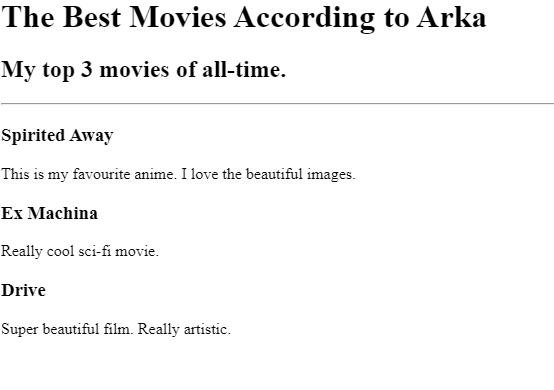 The Best Movies According to Arka
My top 3 movies of all-time.
Spirited Away
This is my favourite anime. I love the beautiful images.
Ex Machina
Really cool sci-fi movie.
Drive
Super beautiful film. Really artistic.